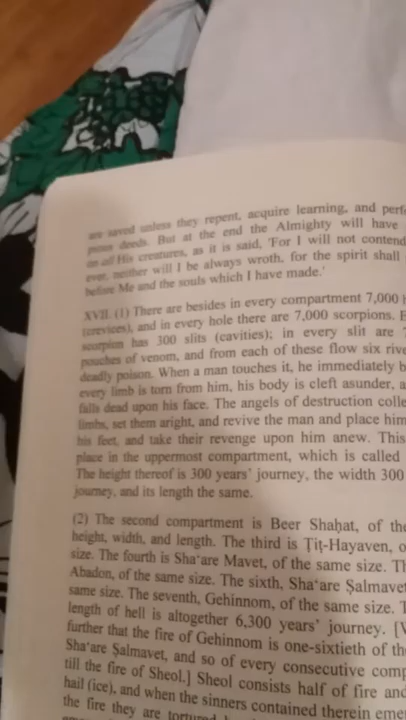 are saved unless they repent, acquire learning, and perf
pious deeds. But at the end the Almighty will have
on all His creatures, as it is said, 'For I will not contend
ever, neither will I be always wroth, for the spirit shall
before Me and the souls which I have made.'
XVII. (1) There are besides in every compartment 7,000
(crevices), and in every hole there are 7,000 scorpions. E
scorpion has 300 slits (cavities); in every slit are 7
pouches of venom, and from each of these flow six rive
deadly poison. When a man touches it, he immediately b
every limb is torn from him, his body is cleft asunder, a
falls dead upon his face. The angels of destruction colle
limbs, set them aright, and revive the man and place him
his feet, and take their revenge upon him anew. This
place in the uppermost compartment, which is called
The height thereof is 300 years' journey, the width 300
journey, and its length the same.
(2) The second compartment is Beer Shaḥat, of the
height, width, and length. The third is Ṭiṭ-Hayaven, o
size. The fourth is Sha'are Mavet, of the same size. Th
Abadon, of the same size. The sixth, Sha'are Ṣalmavet
same size. The seventh, Gehinnom, of the same size. T
length of hell is altogether 6,300 years' journey. [V
further that the fire of Gehinnom is one-sixtieth of the
Sha'are Ṣalmavet, and so of every consecutive comp
till the fire of Sheol.] Sheol consists half of fire and
hail (ice), and when the sinners contained therein emer
the fire they are tortured